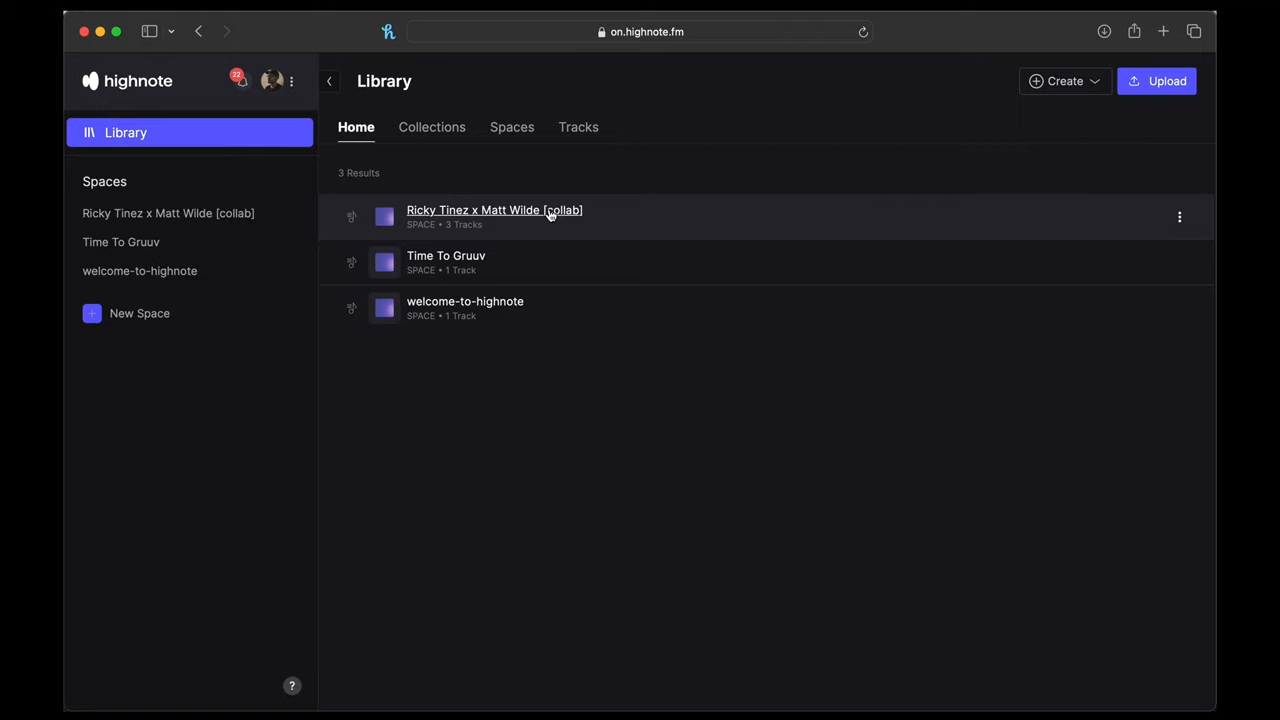 on.highnote.fm
highnote
22
Library
Create
Upload
Library
Home
Collections
Spaces
Tracks
Spaces
3 Results
Ricky Tinez x Matt Wilde [collab]
Time To Gruuv
welcome-to-highnote
New Space
Ricky Tinez x Matt Wilde [collab]
SPACE • 3 Tracks
Time To Gruuv
SPACE • 1 Track
welcome-to-highnote
SPACE • 1 Track
?